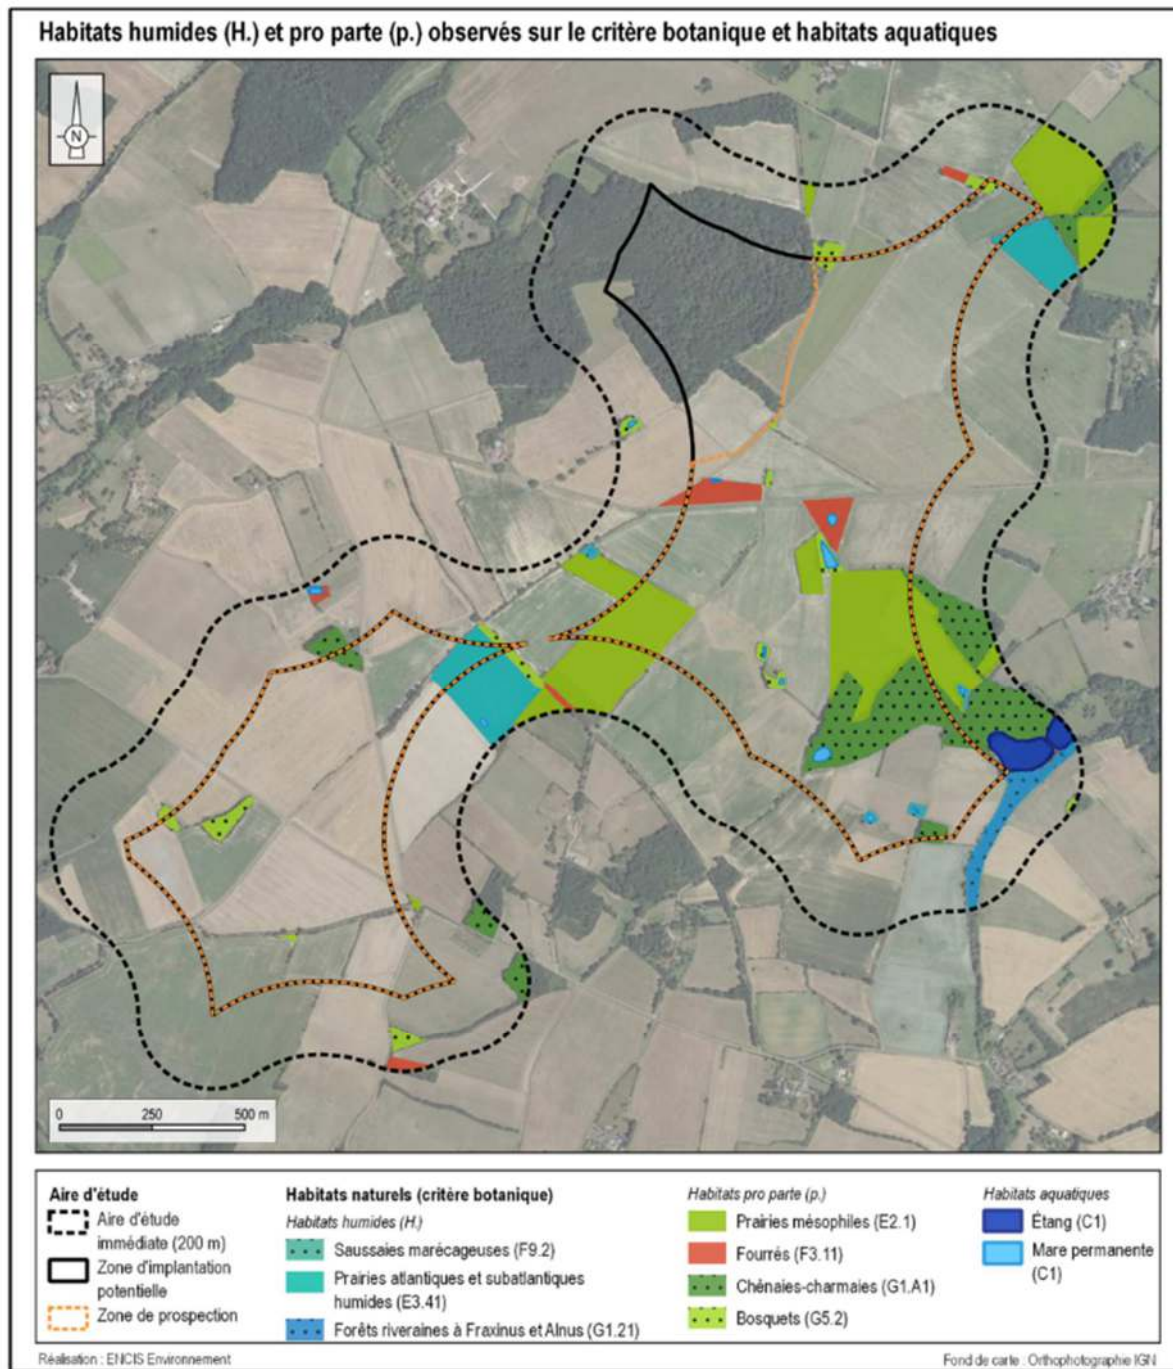 Habitats humides (H.) et pro parte (p.) observés sur le critère botanique et habitats aquatiques
N
0 250 500 m
Aire d'étude
Aire d'étude
immédiate (200 m)
Zone d'implantation
potentielle
Zone de prospection
Habitats naturels (critère botanique)
Habitats humides (H.)
Saussaies marécageuses (F9.2)
Prairies atlantiques et subatlantiques
humides (E3.41)
Forêts riveraines à Fraxinus et Alnus (G1.21)
Habitats pro parte (p.)
Prairies mésophiles (E2.1)
Fourrés (F3.11)
Chênaies-charmaies (G1.A1)
Bosquets (G5.2)
Habitats aquatiques
Étang (C1)
Mare permanente
(C1)
Réalisation : ENCIS Environnement
Fond de carte : Orthophotographie IGN